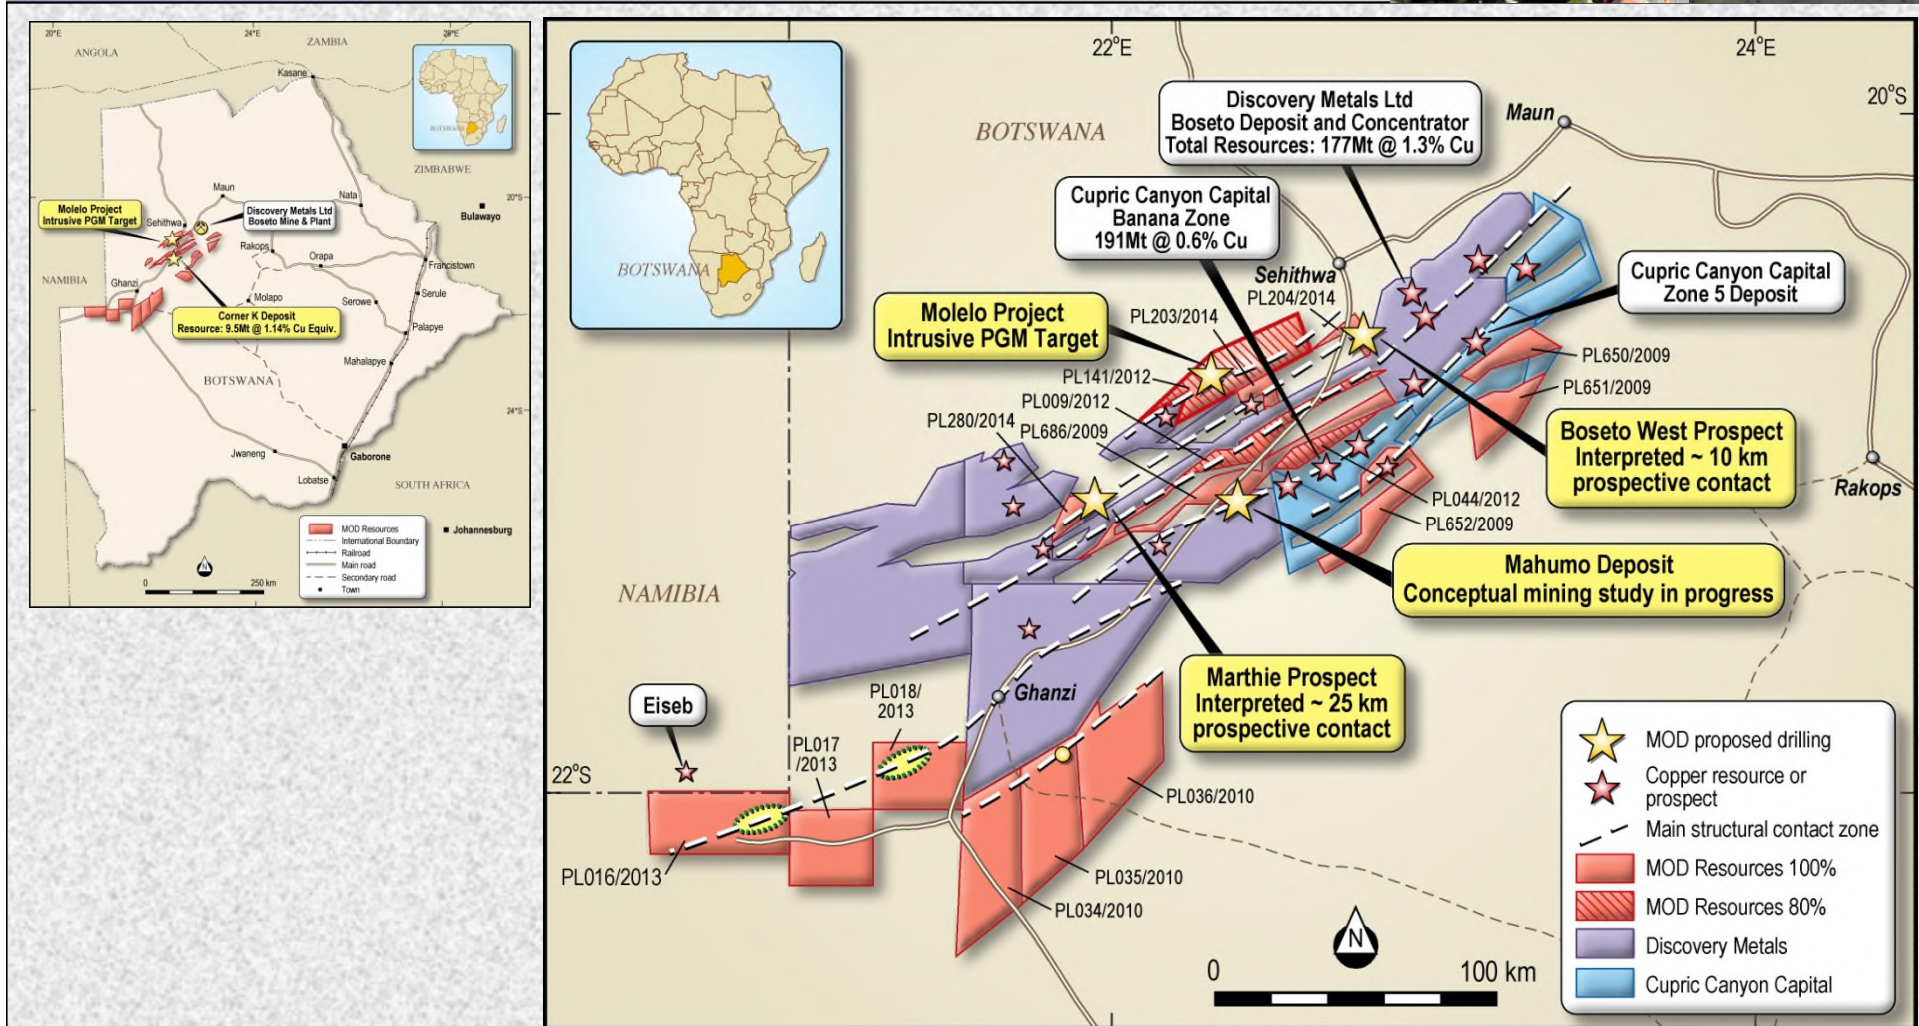 20°E
24°E
28°E
ANGOLA
ZAMBIA
Kasane
BOTSWANA
ZIMBABWE
Maun
Nata
20°S
Molelo Project
Intrusive PGM Target
Sehithwa
Discovery Metals Ltd
Boseto Mine & Plant
Bulawayo
Rakops
Orapa
Francistown
NAMIBIA
Ghanzi
Molapo
Serowe
Serule
Corner K Deposit
Resource: 9.5Mt @ 1.14% Cu Equiv.
Palapye
Mahalapye
BOTSWANA
24°S
24°S
Jwaneng
Gaborone
Lobatse
SOUTH AFRICA
MOD Resources
International Boundary
Railroad
Main road
Secondary road
Town
Johannesburg
N
0
250 km
22°E
24°E
20°S
BOTSWANA
Discovery Metals Ltd
Boseto Deposit and Concentrator
Total Resources: 177Mt @ 1.3% Cu
Maun
Cupric Canyon Capital
Banana Zone
191Mt @ 0.6% Cu
BOTSWANA
Sehithwa
PL204/2014
Cupric Canyon Capital
Zone 5 Deposit
Molelo Project
Intrusive PGM Target
PL203/2014
PL650/2009
PL141/2012
PL651/2009
PL009/2012
PL280/2014
PL686/2009
Boseto West Prospect
Interpreted ~ 10 km
prospective contact
Rakops
PL044/2012
PL652/2009
Mahumo Deposit
Conceptual mining study in progress
NAMIBIA
Marthie Prospect
Interpreted ~ 25 km
prospective contact
Ghanzi
Eiseb
PL018/
2013
PL017
/2013
22°S
PL036/2010
PL016/2013
PL035/2010
PL034/2010
MOD proposed drilling
Copper resource or
prospect
Main structural contact zone
MOD Resources 100%
MOD Resources 80%
Discovery Metals
Cupric Canyon Capital
N
0
100 km